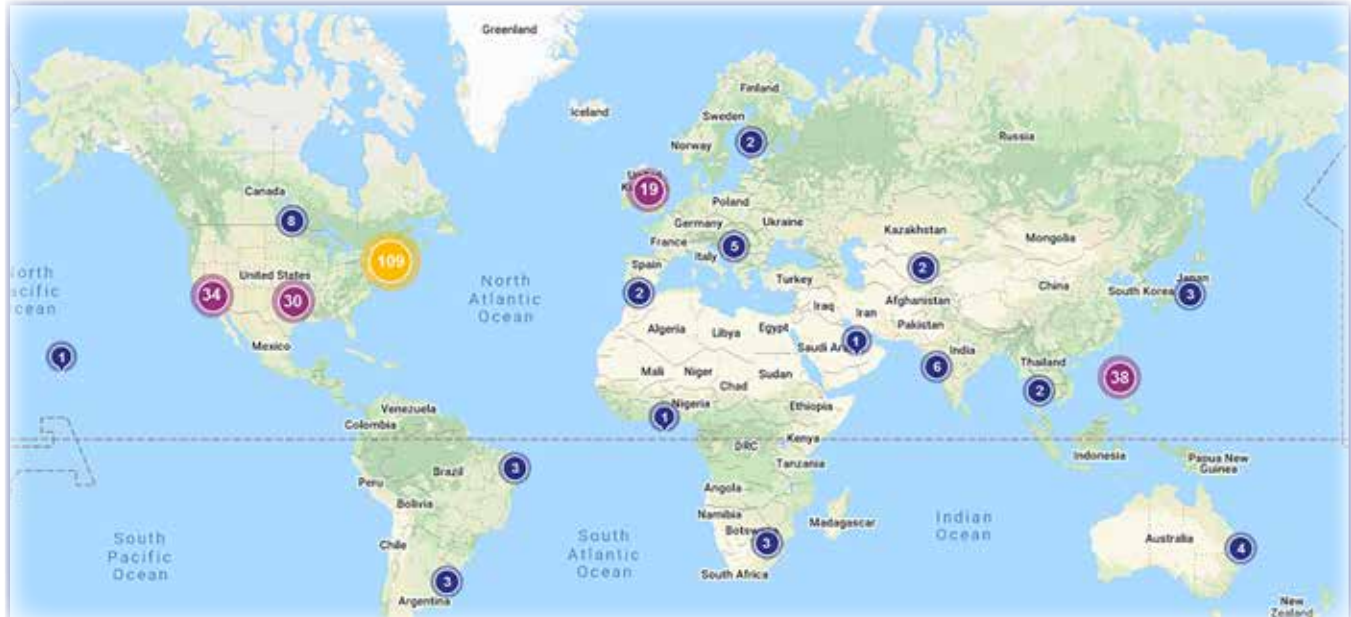 Greenland
Iceland
Finland
Sweden
Norway
Russia
2
Canada
19
Poland
8
Germany
Ukraine
France
5
Kazakhstan
Mongolia
109
Italy
Spain
2
United States
Turkey
China
Japan
South Korea
3
34
30
2
Iraq
Iran
Afghanistan
Pakistan
North
Atlantic
Ocean
Algeria
Libya
Egypt
Mexico
1
Saudi
1
India
6
Thailand
2
38
Mali
Niger
Chad
Sudan
Nigeria
1
Ethiopia
Venezuela
Colombia
DRC
Kenya
Tanzania
Indonesia
Papua New
Guinea
3
Brazil
Peru
Bolivia
Angola
Namibia
Madagascar
3
South
Pacific
Ocean
Chile
South
Atlantic
Ocean
Indian
Ocean
Australia
4
South Africa
3
Argentina
New
Zealand